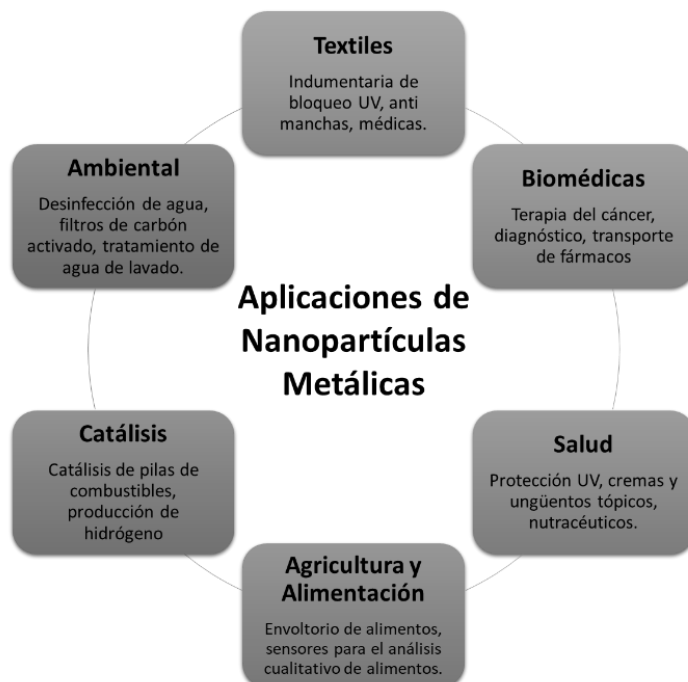 Textiles
Indumentaria de
bloqueo UV, anti
manchas, médicas.
Ambiental
Desinfección de agua,
filtros de carbón
activado, tratamiento de
agua de lavado.
Biomédicas
Terapia del cáncer,
diagnóstico, transporte
de fármacos
Aplicaciones de
Nanopartículas
Metálicas
Catálisis
Catálisis de pilas de
combustibles,
producción de
hidrógeno
Salud
Protección UV, cremas y
ungüentos tópicos,
nutracéuticos.
Agricultura y
Alimentación
Envoltorio de alimentos,
sensores para el análisis
cualitativo de alimentos.